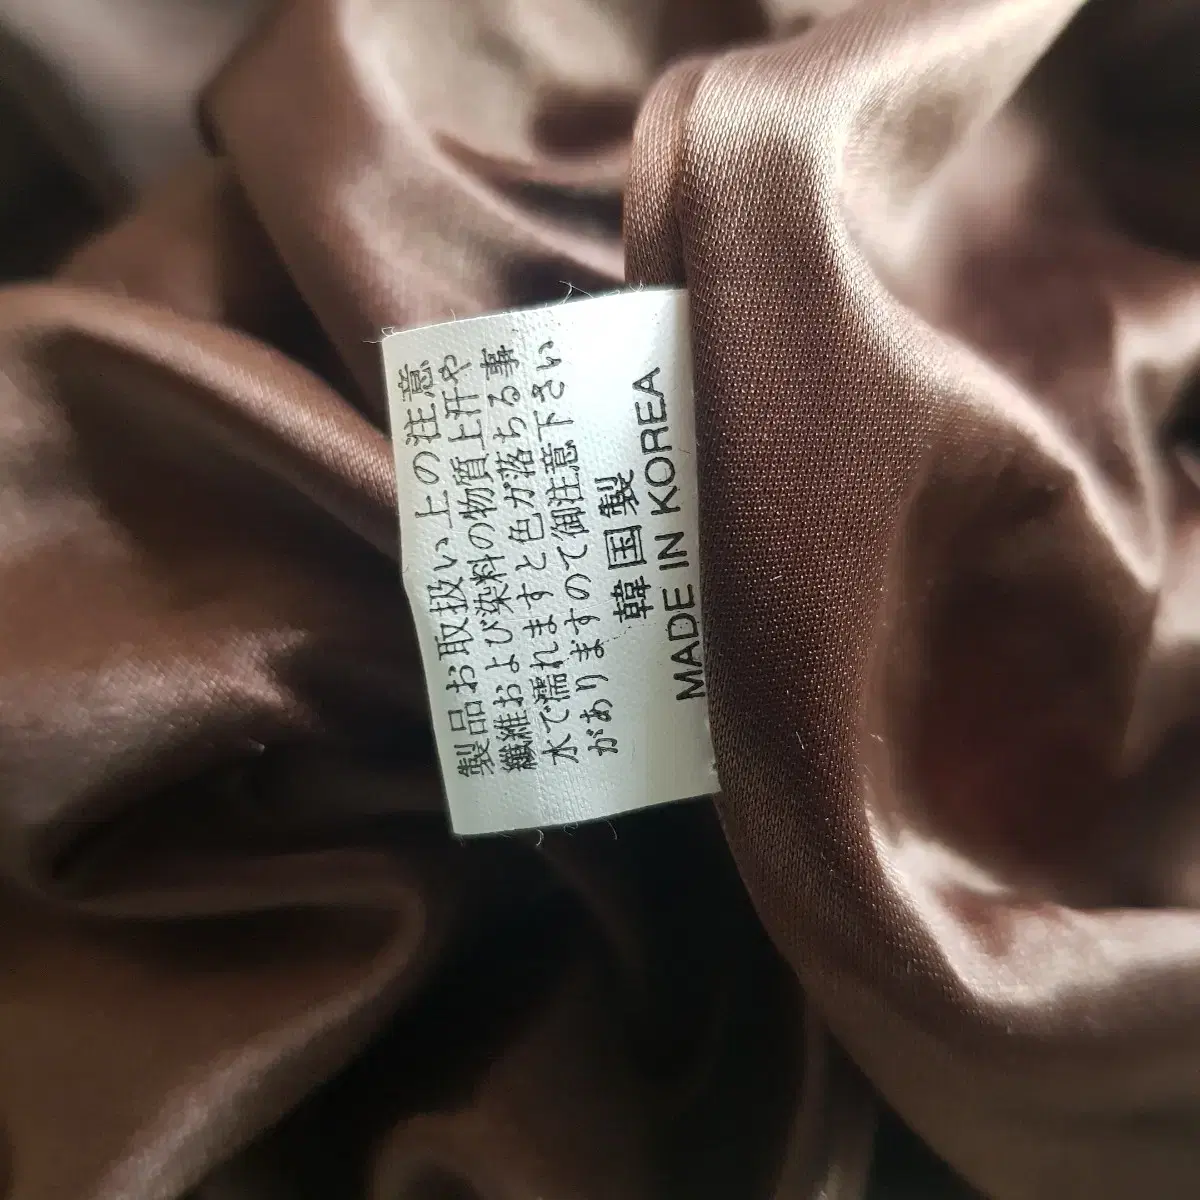 製品お取扱い上の注意
繊維および染料の物質上汗や
水で濡れますと色が落ちる事
がありますので御注意下さい
韓国製
MADE IN KOREA